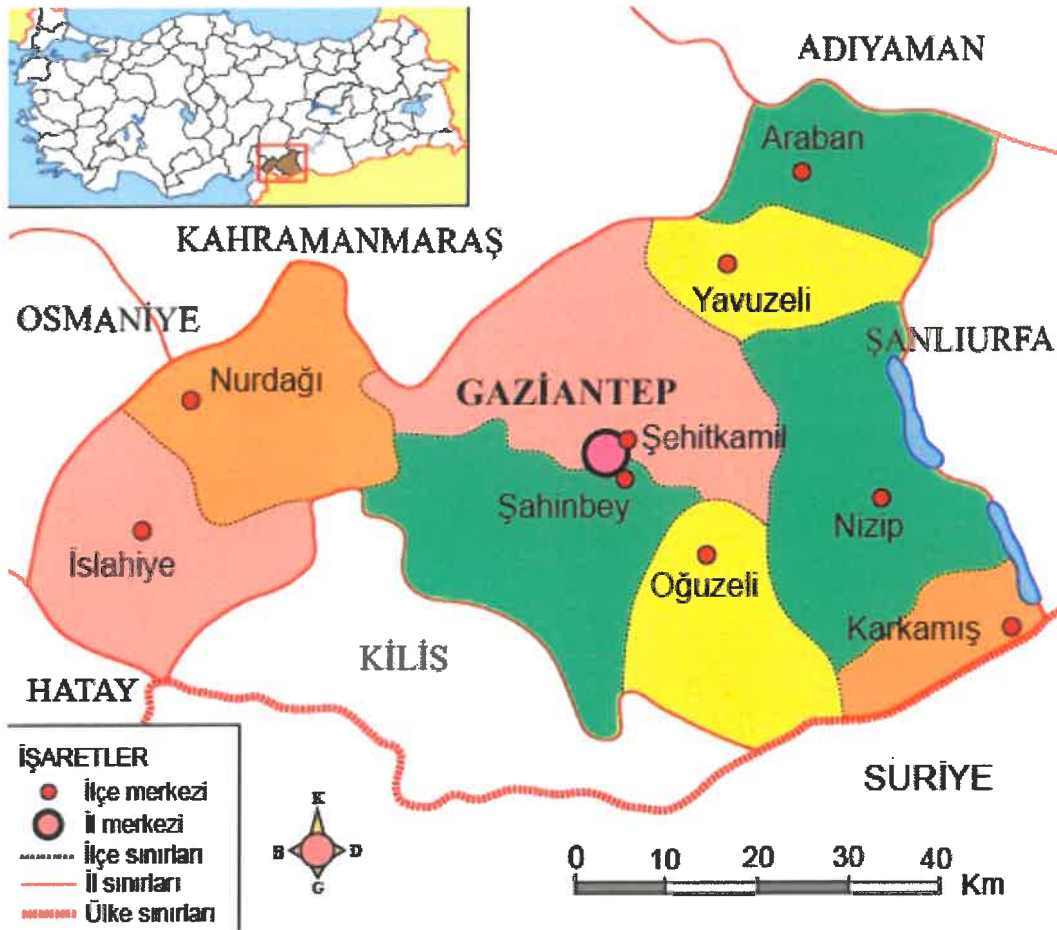 ADIYAMAN
Araban
KAHRAMANMARAŞ
Yavuzeli
OSMANİYE
ŞANLIURFA
Nurdağı
GAZİANTEP
Şehitkamil
Şahinbey
Nizip
İslahiye
Oğuzeli
Karkamış
KİLİS
HATAY
SURİYE
İŞARETLER
İlçe merkezi
İl merkezi
İlçe sınırları
İl sınırları
Ülke sınırları
K
B D
G
0 10 20 30 40
Km